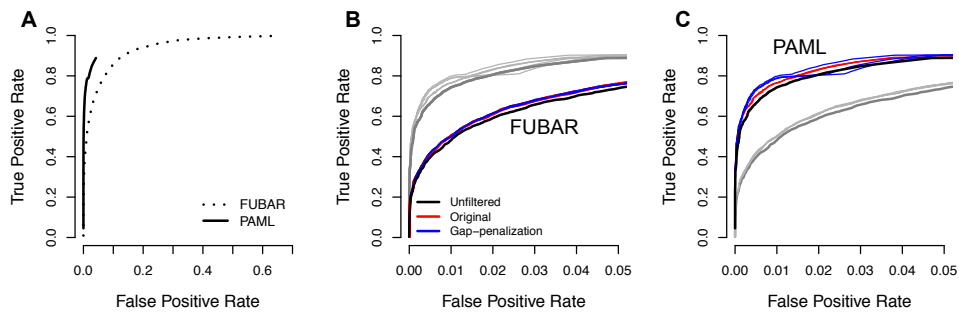 A
True Positive Rate
0.0
0.2
0.4
0.6
0.8
1.0
FUBAR
PAML
0.0
0.2
0.4
0.6
False Positive Rate
B
True Positive Rate
0.0
0.2
0.4
0.6
0.8
1.0
FUBAR
Unfiltered
Original
Gap−penalization
0.00
0.01
0.02
0.03
0.04
0.05
False Positive Rate
C
True Positive Rate
0.0
0.2
0.4
0.6
0.8
1.0
PAML
0.00
0.01
0.02
0.03
0.04
0.05
False Positive Rate